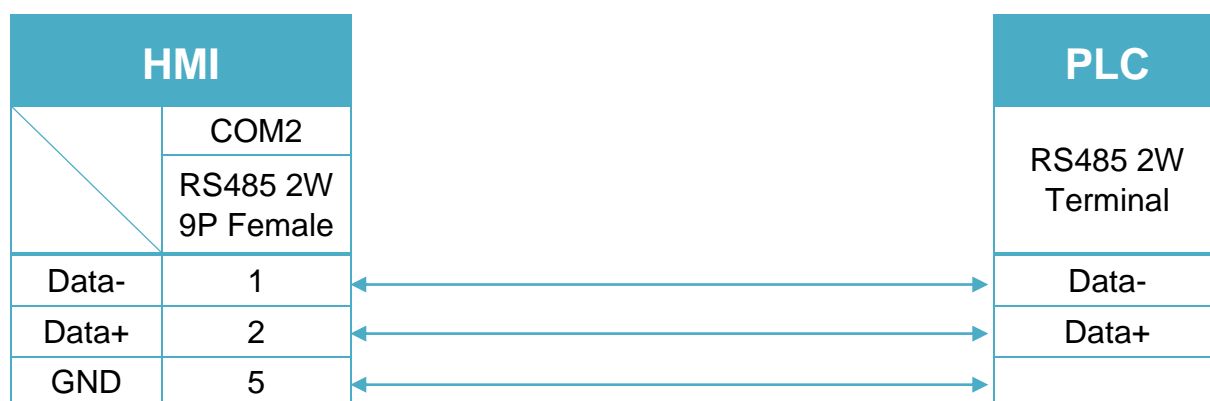 HMI
PLC
COM2
RS485 2W
9P Female
RS485 2W
Terminal
Data- 1 Data-
Data+ 2 Data+
GND 5